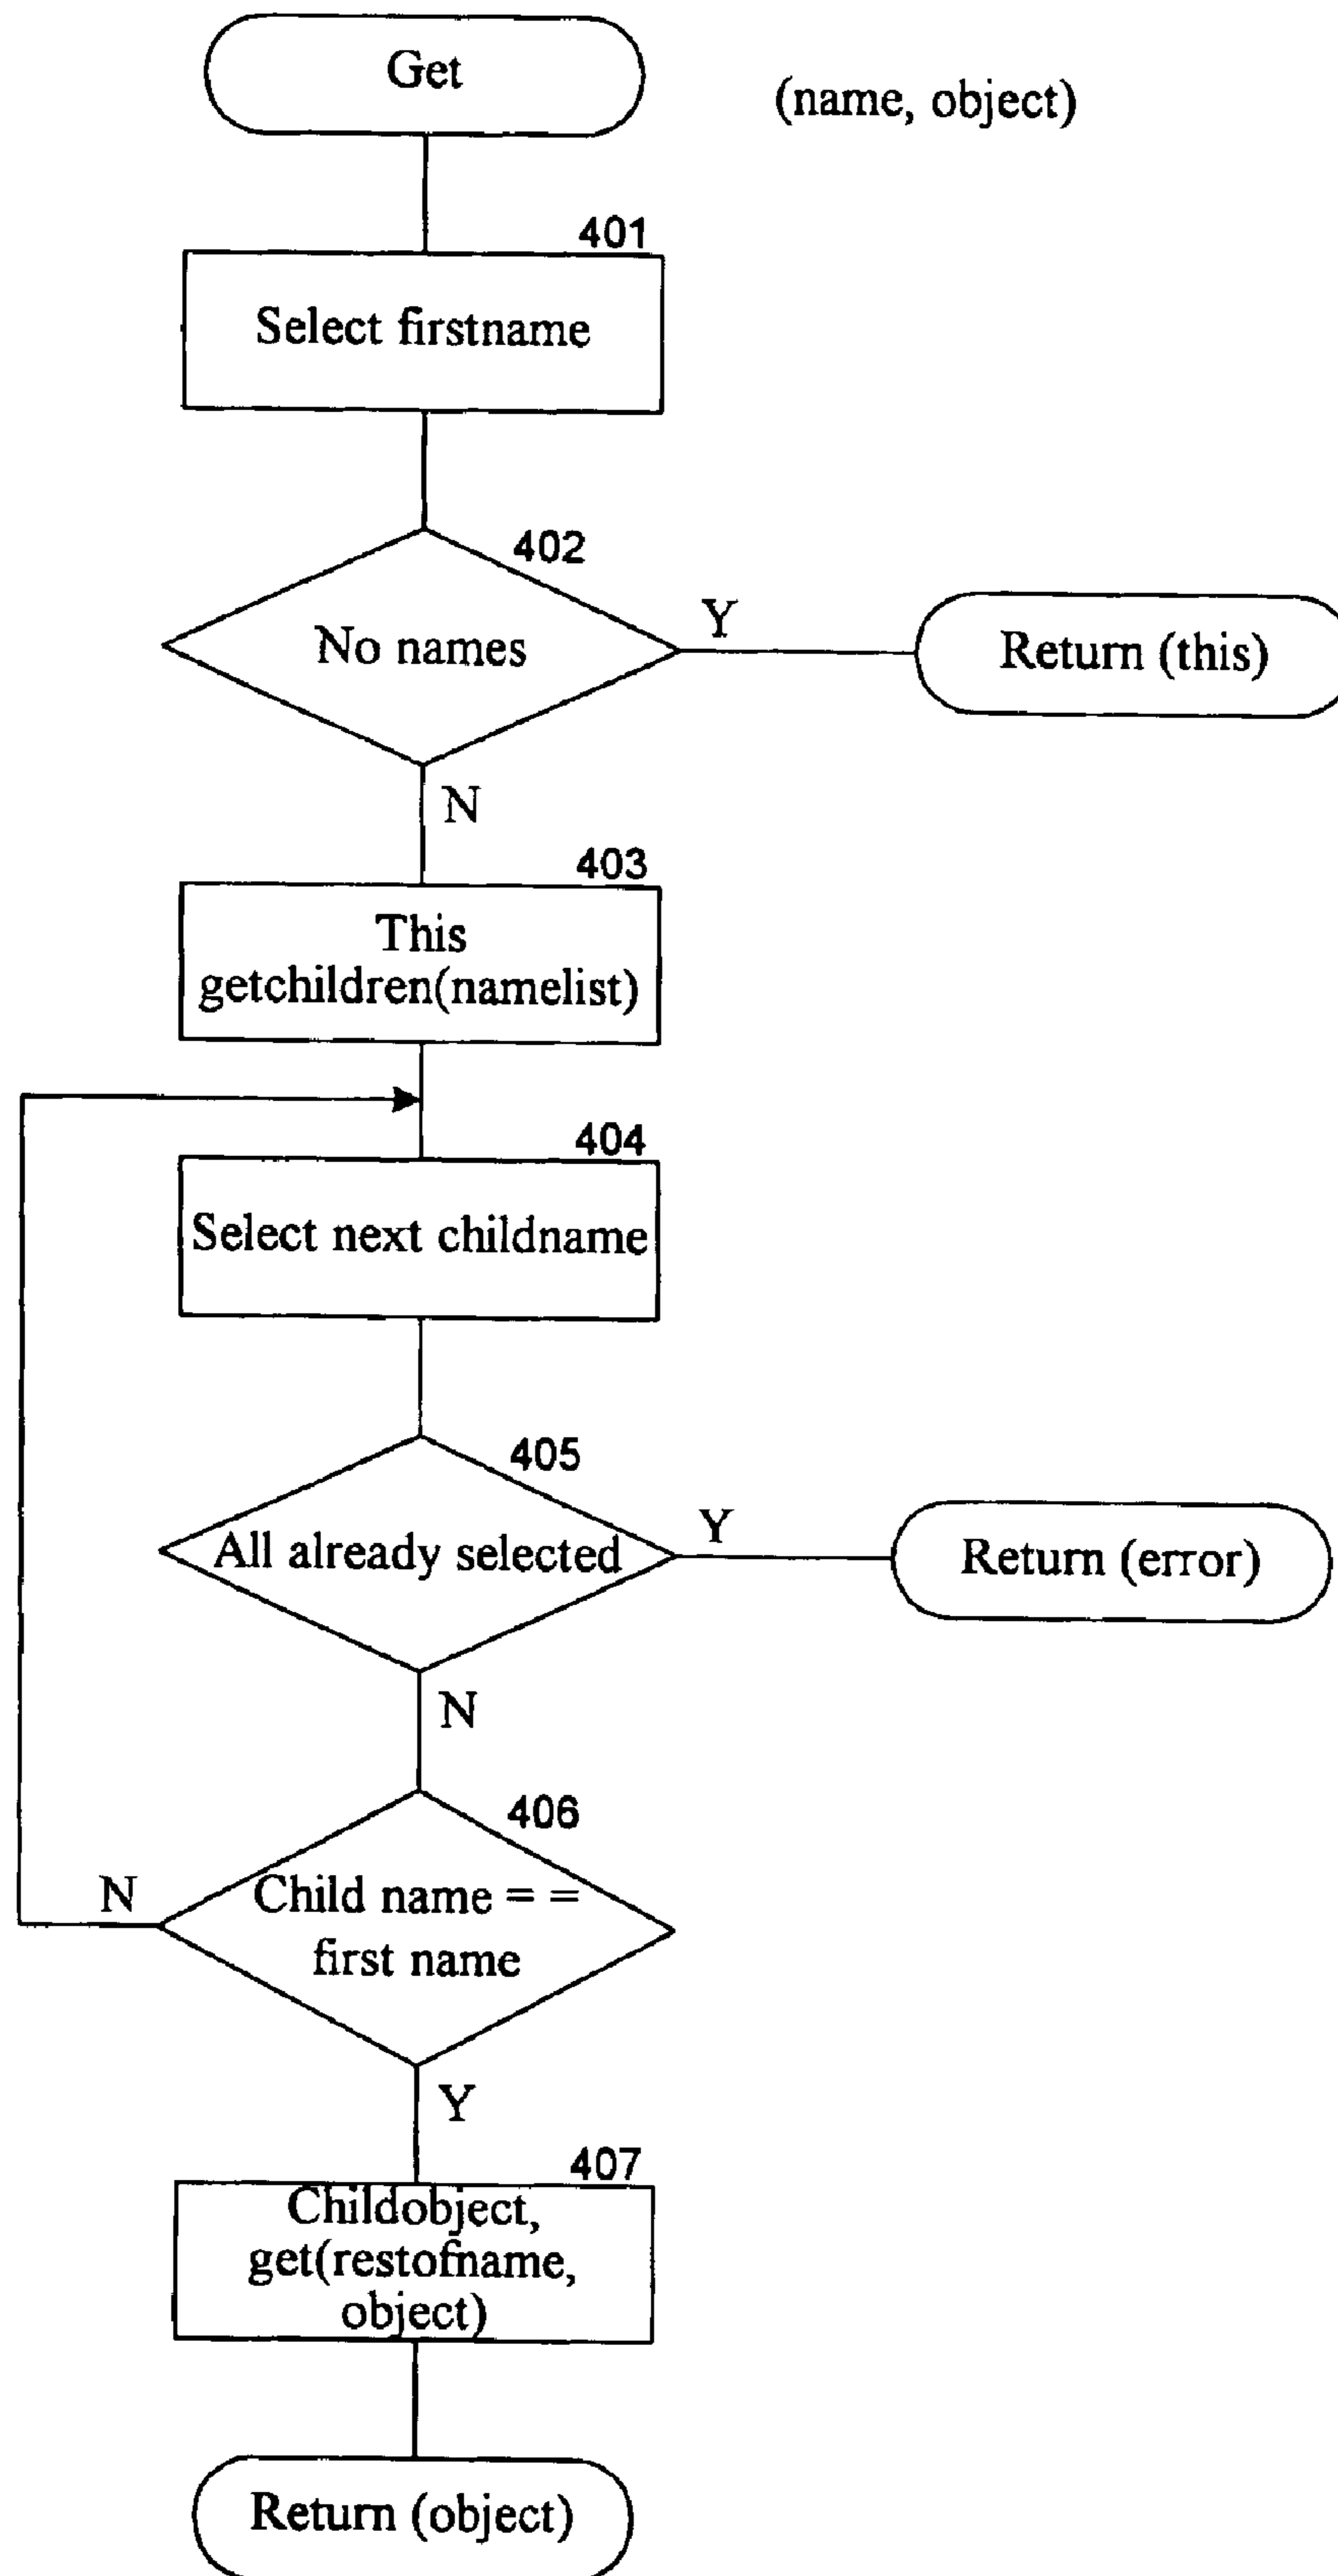 Get
(name, object)
401
Select firstname
402
No names
Y
Return (this)
N
403
This
getchildren(namelist)
404
Select next childname
405
All already selected
Y
Return (error)
N
406
N
Child name = =
first name
Y
407
Childobject,
get(restofname,
object)
Return (object)